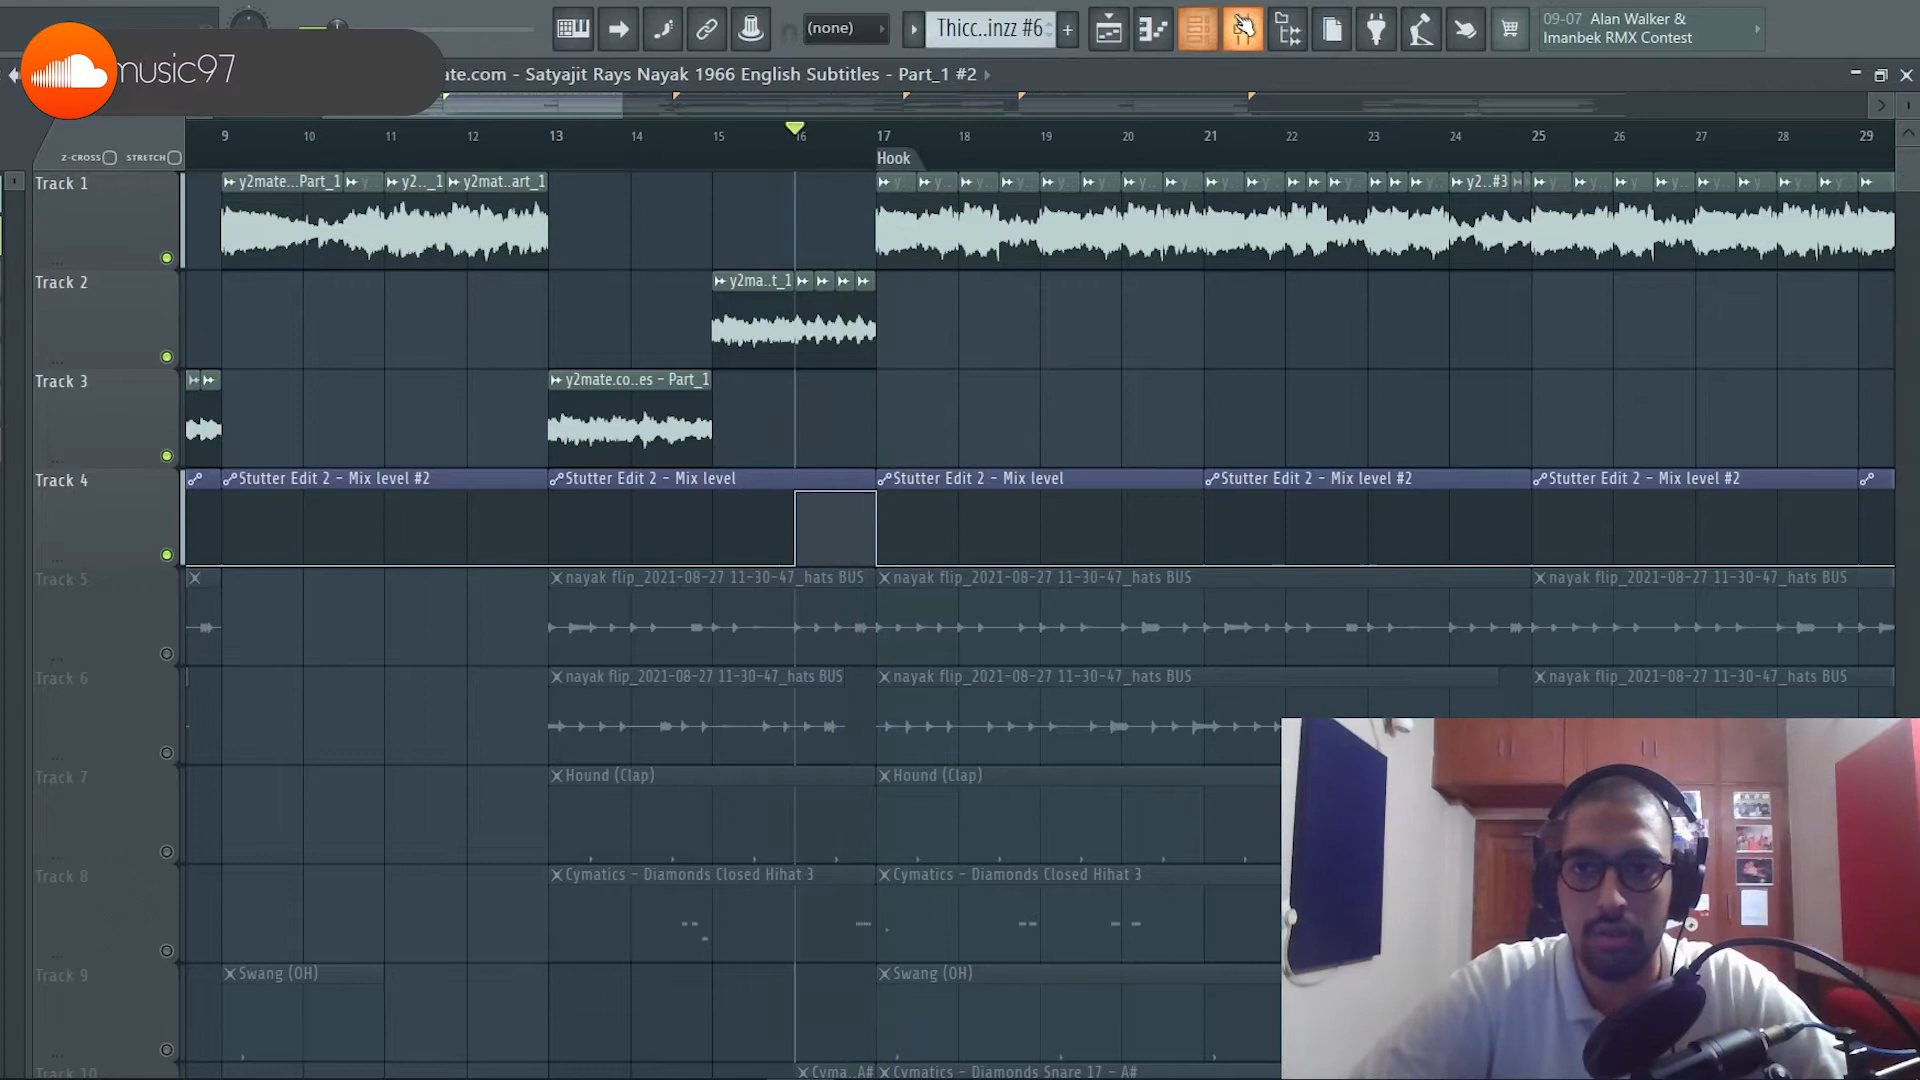 (none)
Thicc..inzz #6
+
09-07 Alan Walker &
Imanbek RMX Contest
music97
ate.com - Satyajit Rays Nayak 1966 English Subtitles - Part_1 #2
9 10 11 12 13 14 15 16 17 18 19 20 21 22 23 24 25 26 27 28 29
Z-CROSS STRETCH
Hook
Track 1
y2mate...Part_1 y y2.._1 y2mat..art_1 y.. y.. y.. y.. y.. y.. y.. y.. y.. y.. y2..#3 y.. y.. y.. y.. y.. y.. y..
Track 2
y2ma..t_1
Track 3
y2mate.co..es - Part_1
Track 4
Stutter Edit 2 - Mix level #2 Stutter Edit 2 - Mix level Stutter Edit 2 - Mix level Stutter Edit 2 - Mix level #2 Stutter Edit 2 - Mix level #2
Track 5
nayak flip_2021-08-27 11-30-47_hats BUS nayak flip_2021-08-27 11-30-47_hats BUS nayak flip_2021-08-27 11-30-47_hats BUS
Track 6
nayak flip_2021-08-27 11-30-47_hats BUS nayak flip_2021-08-27 11-30-47_hats BUS nayak flip_2021-08-27 11-30-47_hats BUS
Track 7
Hound (Clap) Hound (Clap)
Track 8
Cymatics - Diamonds Closed Hihat 3 Cymatics - Diamonds Closed Hihat 3
Track 9
Swang (OH) Swang (OH)
Track 10
Cyma..A# Cymatics - Diamonds Snare 17 - A#